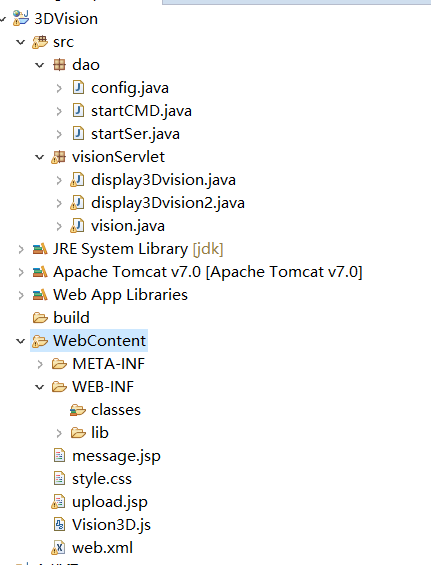 3DVision
src
dao
config.java
startCMD.java
startSer.java
visionServlet
display3Dvision.java
display3Dvision2.java
vision.java
JRE System Library [jdk]
Apache Tomcat v7.0 [Apache Tomcat v7.0]
Web App Libraries
build
WebContent
META-INF
WEB-INF
classes
lib
message.jsp
style.css
upload.jsp
Vision3D.js
web.xml